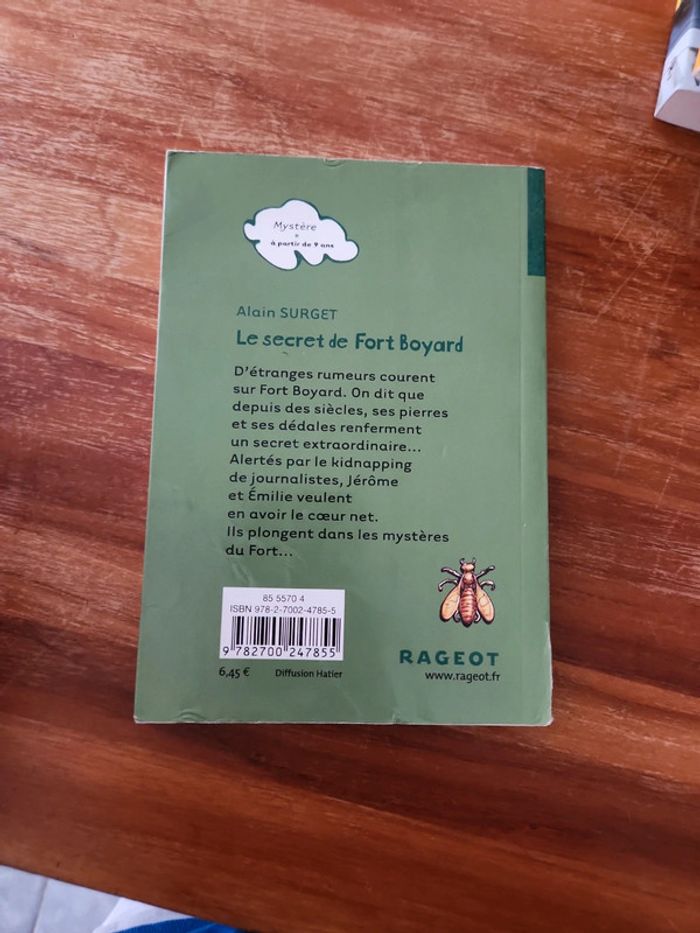 Mystère
*
à partir de 9 ans
Alain SURGET
Le secret de Fort Boyard
D'étranges rumeurs courent
sur Fort Boyard. On dit que
depuis des siècles, ses pierres
et ses dédales renferment
un secret extraordinaire...
Alertés par le kidnapping
de journalistes, Jérôme
et Émilie veulent
en avoir le cœur net.
Ils plongent dans les mystères
du Fort...
85 5570 4
ISBN 978-2-7002-4785-5
9 782700 247855
6,45 € Diffusion Hatier
RAGEOT
www.rageot.fr